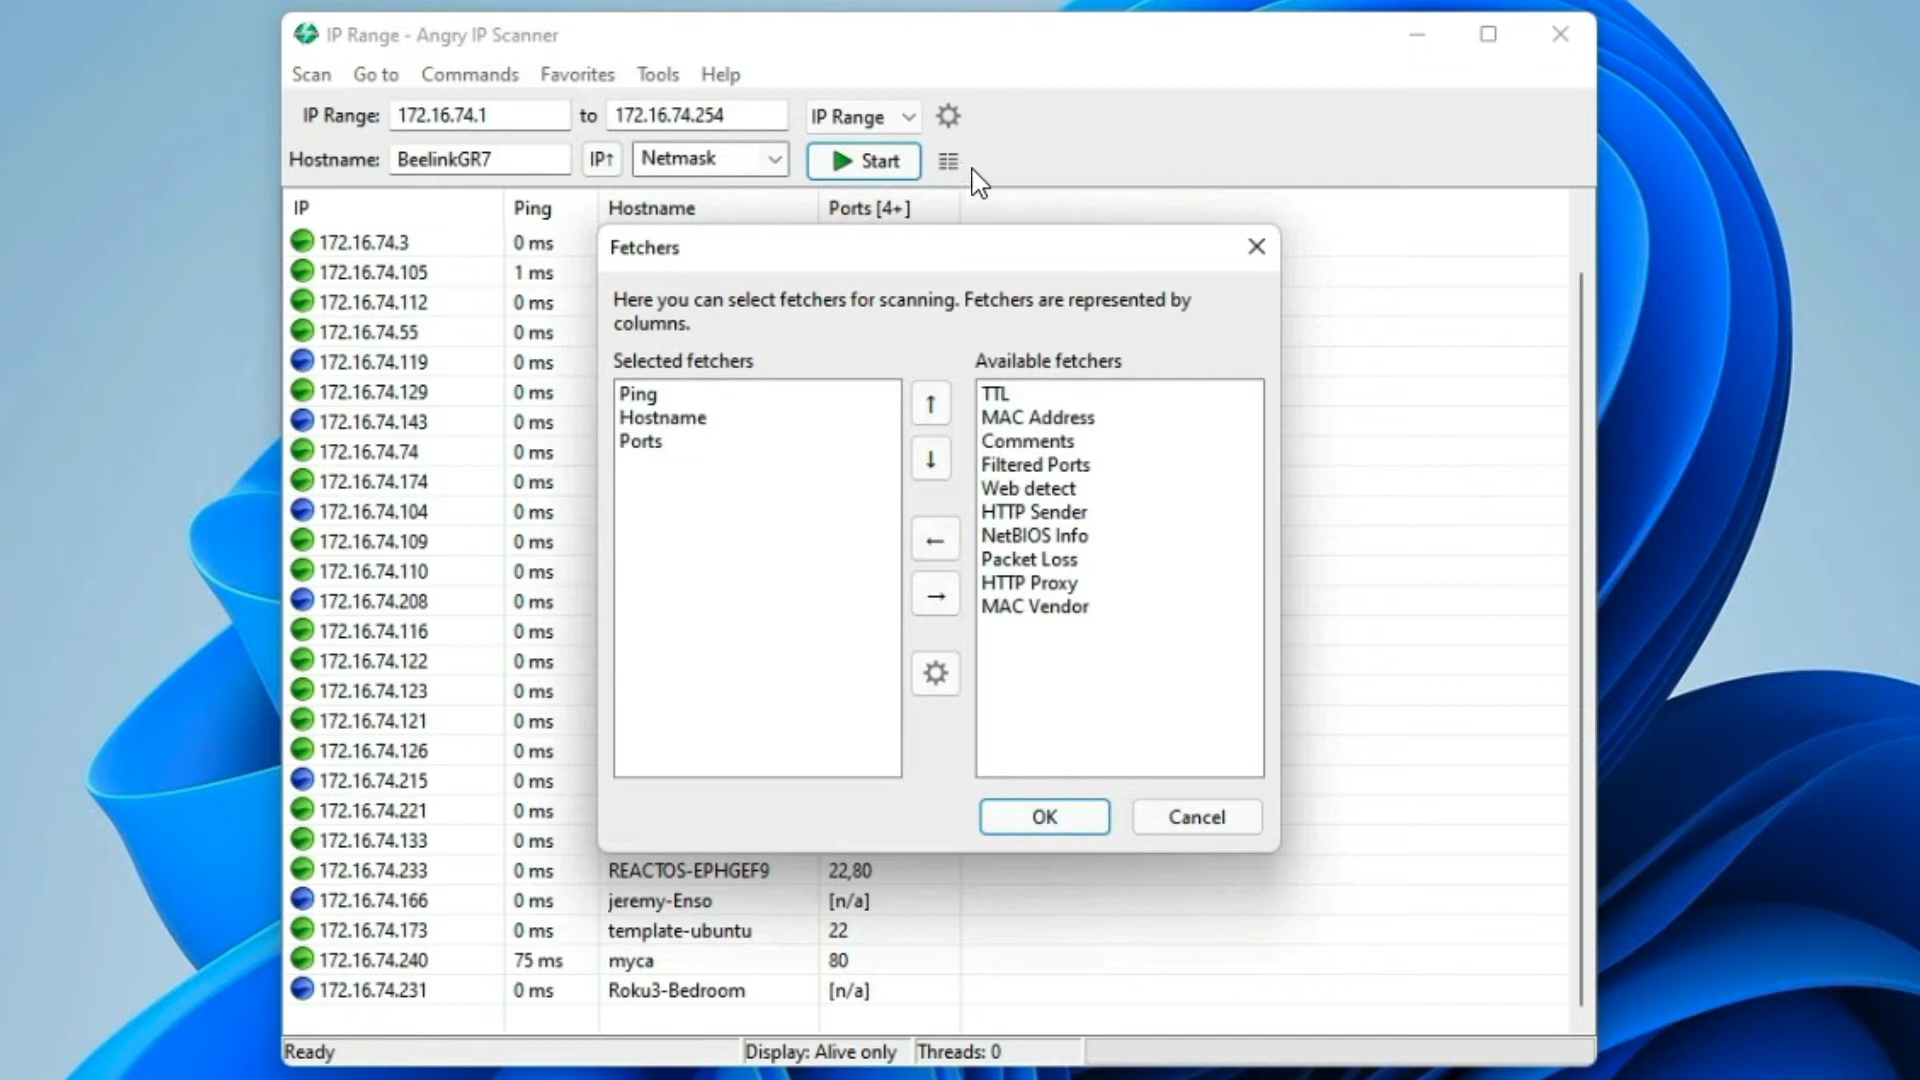 IP Range - Angry IP Scanner
Scan Go to Commands Favorites Tools Help
IP Range: 172.16.74.1 to 172.16.74.254 IP Range
Hostname: BeelinkGR7 IP↑ Netmask Start
IP Ping Hostname Ports [4+]
172.16.74.3 0 ms
172.16.74.105 1 ms
172.16.74.112 0 ms
172.16.74.55 0 ms
172.16.74.119 0 ms
172.16.74.129 0 ms
172.16.74.143 0 ms
172.16.74.74 0 ms
172.16.74.174 0 ms
172.16.74.104 0 ms
172.16.74.109 0 ms
172.16.74.110 0 ms
172.16.74.208 0 ms
172.16.74.116 0 ms
172.16.74.122 0 ms
172.16.74.123 0 ms
172.16.74.121 0 ms
172.16.74.126 0 ms
172.16.74.215 0 ms
172.16.74.221 0 ms
172.16.74.133 0 ms
172.16.74.233 0 ms REACTOS-EPHGEF9 22,80
172.16.74.166 0 ms jeremy-Enso [n/a]
172.16.74.173 0 ms template-ubuntu 22
172.16.74.240 75 ms myca 80
172.16.74.231 0 ms Roku3-Bedroom [n/a]
Fetchers
Here you can select fetchers for scanning. Fetchers are represented by
columns.
Selected fetchers
Ping
Hostname
Ports
Available fetchers
TTL
MAC Address
Comments
Filtered Ports
Web detect
HTTP Sender
NetBIOS Info
Packet Loss
HTTP Proxy
MAC Vendor
OK Cancel
Ready Display: Alive only Threads: 0